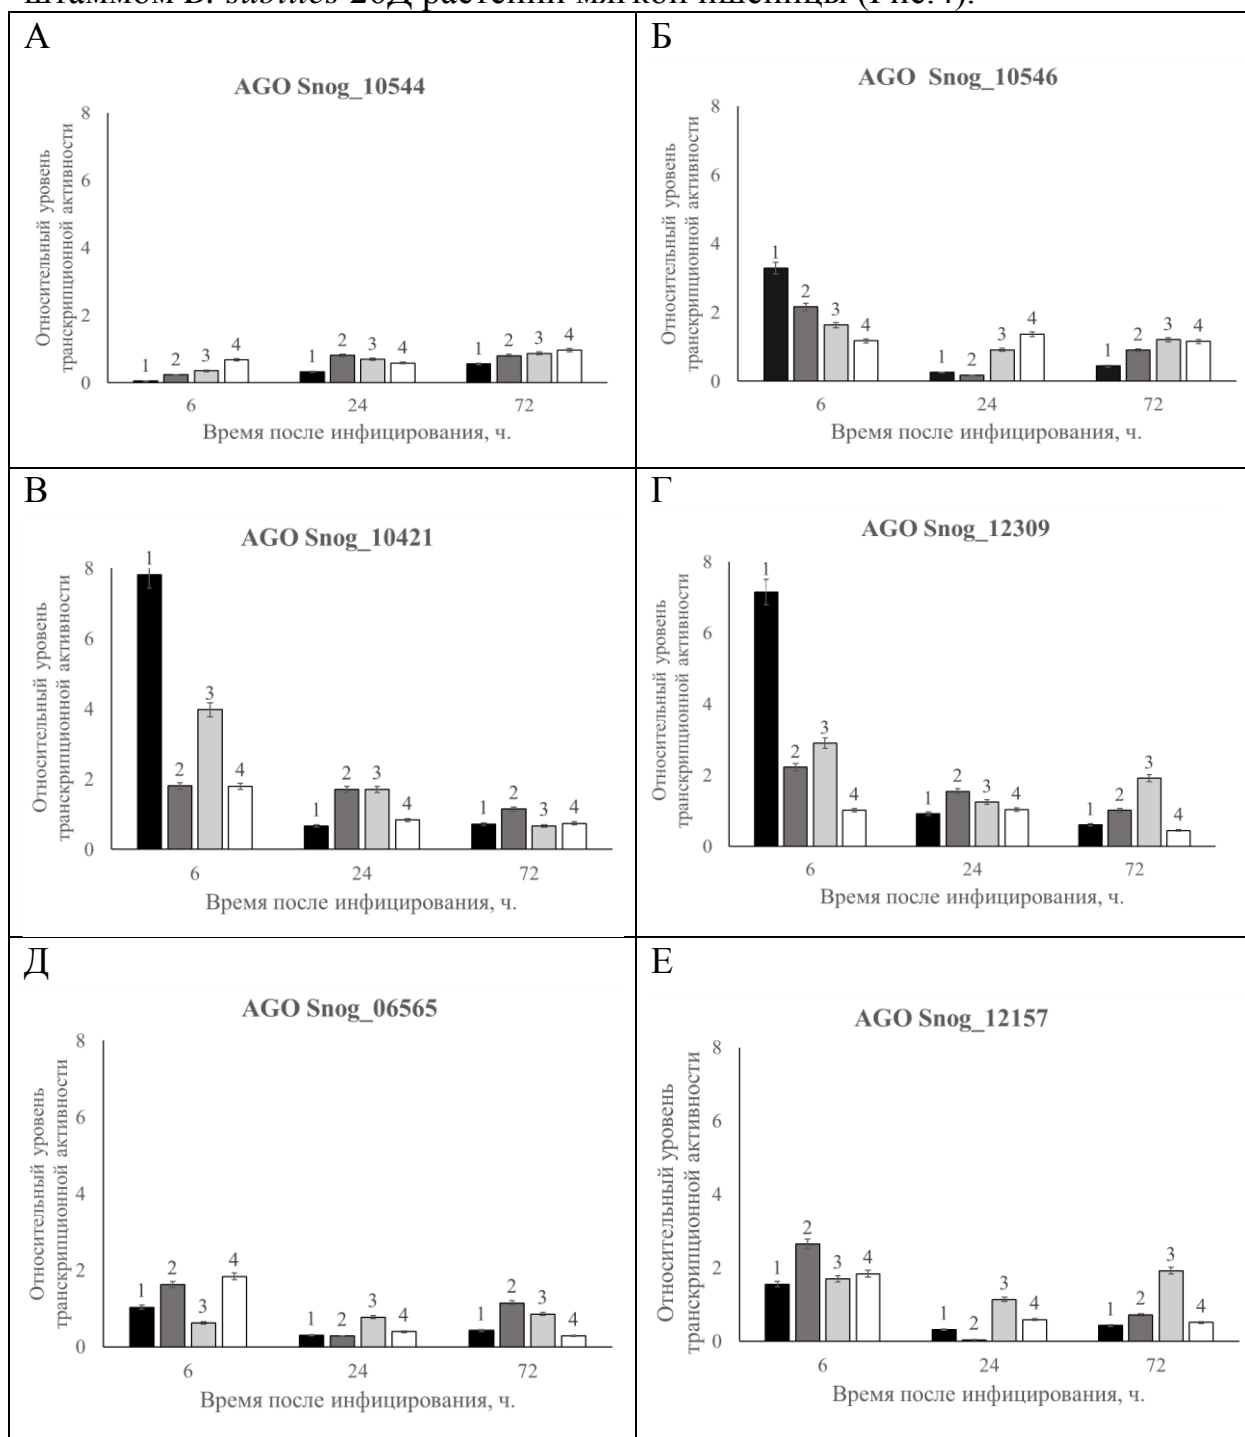 штаммом B. subtilis 26Д растений мягкой пшеницы (Рис.4).
А
AGO Snog_10544
Относительный уровень
транскрипционной активности
8
6
4
2
0
1 2 3 4
1 2 3 4
1 2 3 4
6 24 72
Время после инфицирования, ч.
Б
AGO Snog_10546
Относительный уровень
транскрипционной активности
8
6
4
2
0
1 2 3 4
1 2 3 4
1 2 3 4
6 24 72
Время после инфицирования, ч.
В
AGO Snog_10421
Относительный уровень
транскрипционной активности
8
6
4
2
0
1 2 3 4
1 2 3 4
1 2 3 4
6 24 72
Время после инфицирования, ч.
Г
AGO Snog_12309
Относительный уровень
транскрипционной активности
8
6
4
2
0
1 2 3 4
1 2 3 4
1 2 3 4
6 24 72
Время после инфицирования, ч.
Д
AGO Snog_06565
Относительный уровень
транскрипционной активности
8
6
4
2
0
1 2 3 4
1 2 3 4
1 2 3 4
6 24 72
Время после инфицирования, ч.
Е
AGO Snog_12157
Относительный уровень
транскрипционной активности
8
6
4
2
0
1 2 3 4
1 2 3 4
1 2 3 4
6 24 72
Время после инфицирования, ч.